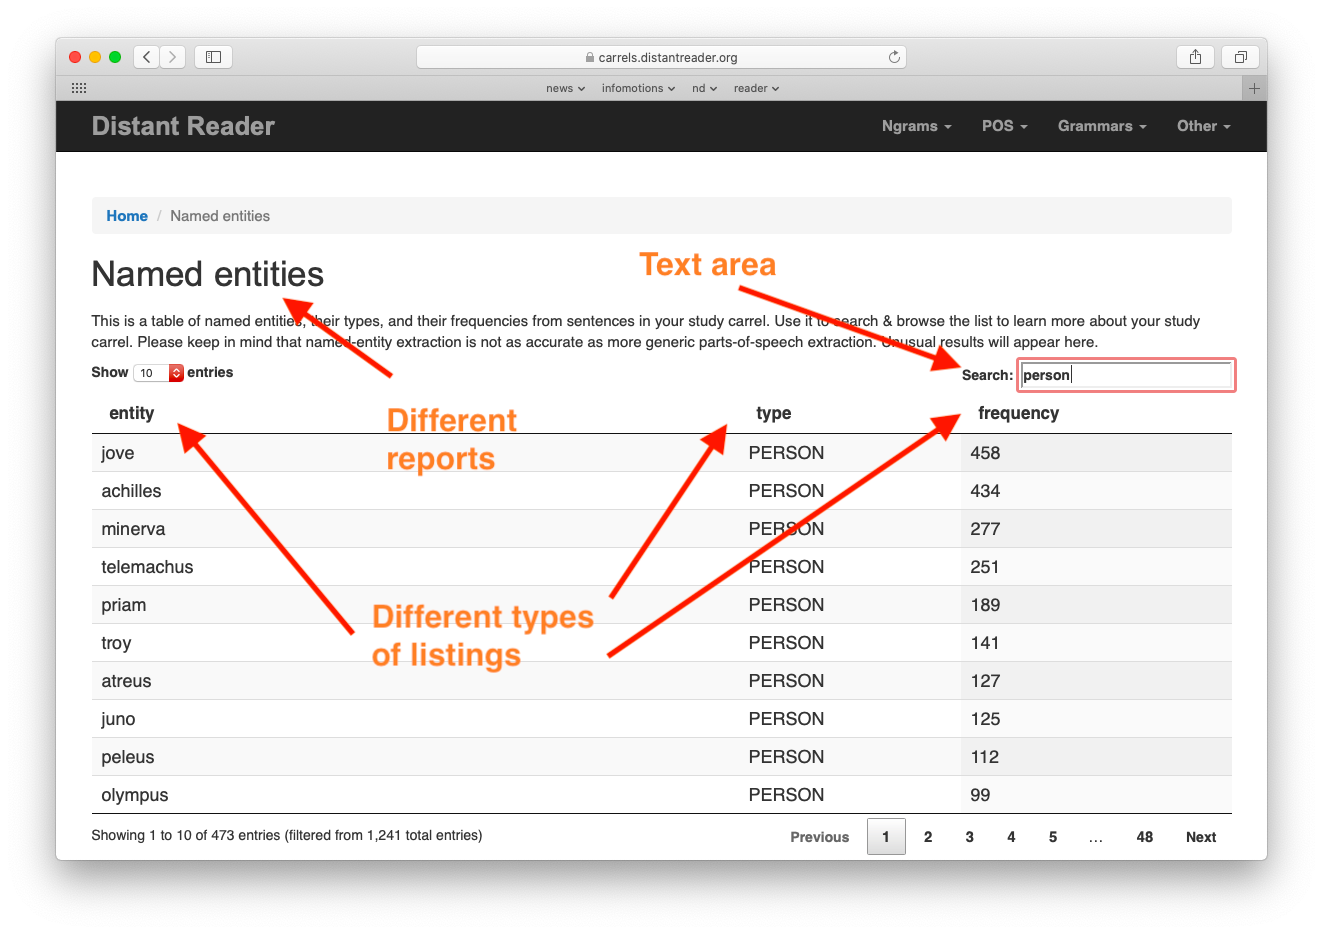 carrels.distantreader.org
news infomotions nd reader
Distant Reader Ngrams POS Grammars Other
Home / Named entities
Text area
Named entities
This is a table of named entities, their types, and their frequencies from sentences in your study carrel. Use it to search & browse the list to learn more about your study
carrel. Please keep in mind that named-entity extraction is not as accurate as more generic parts-of-speech extraction. Unusual results will appear here.
Show 10 entries Search: person
entity type frequency
Different
reports
jove PERSON 458
achilles PERSON 434
minerva PERSON 277
telemachus PERSON 251
priam PERSON 189
Different types
of listings
troy PERSON 141
atreus PERSON 127
juno PERSON 125
peleus PERSON 112
olympus PERSON 99
Showing 1 to 10 of 473 entries (filtered from 1,241 total entries) Previous 1 2 3 4 5 … 48 Next